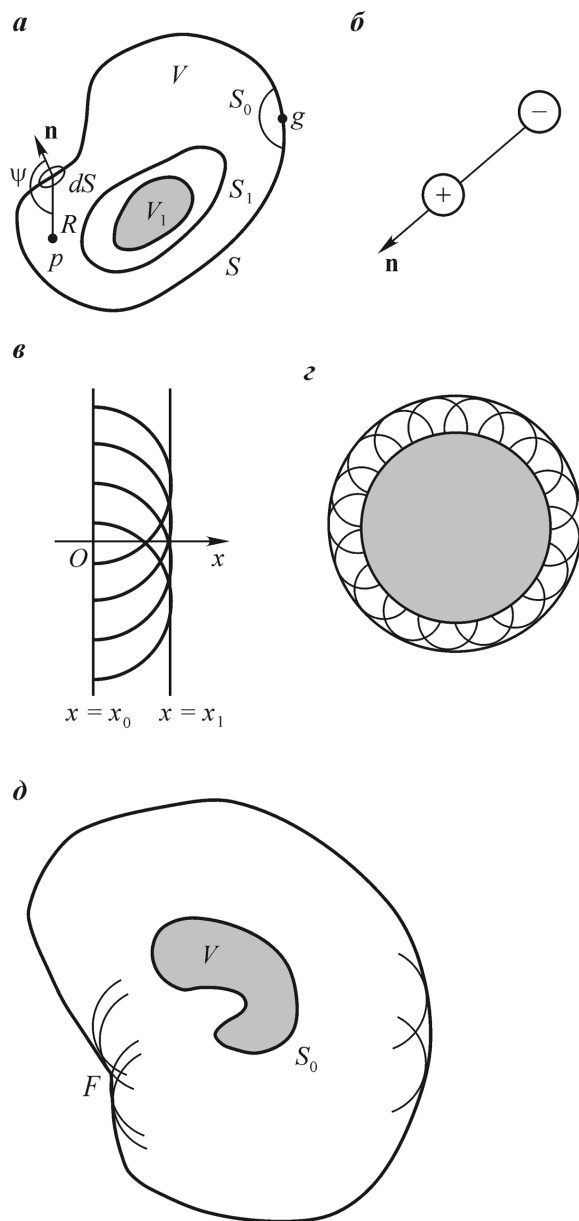 а
б
V
S₀
g
n
ψ
dS
R
p
V₁
S₁
S
−
+
n
в
г
O
x
x = x₀
x = x₁
д
V
S₀
F